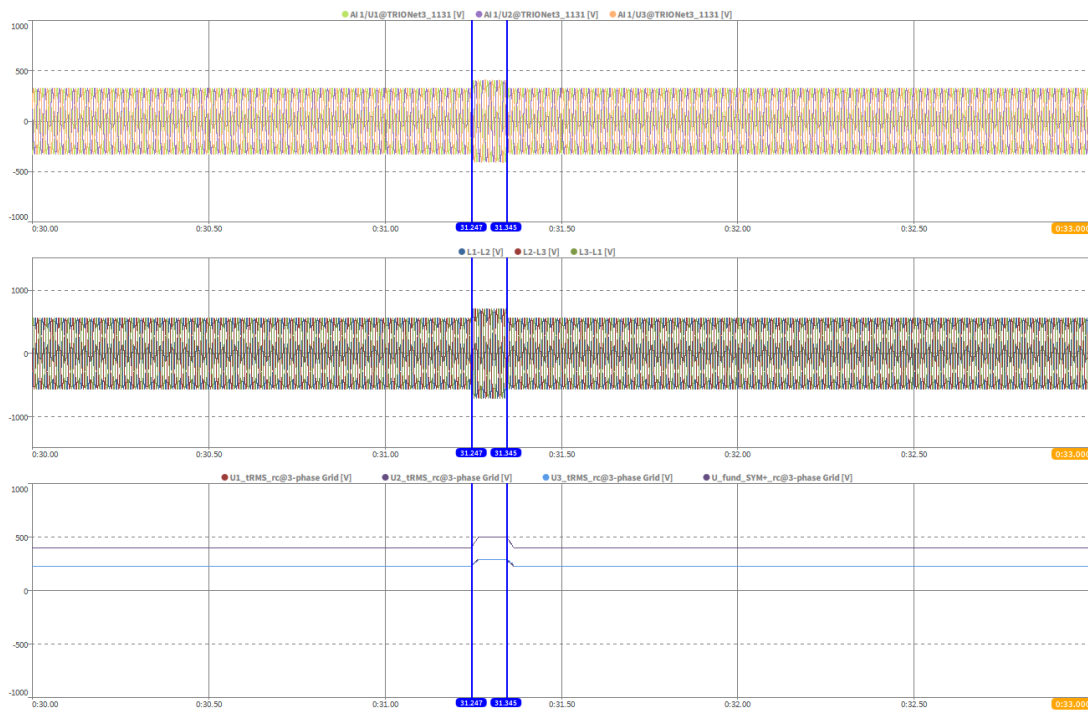 AI 1/U1@TRIONet3_1131 [V] AI 1/U2@TRIONet3_1131 [V] AI 1/U3@TRIONet3_1131 [V]
1000
500
0
-500
-1000
0:30.00 0:30.50 0:31.00 31.247 31.345 0:31.50 0:32.00 0:32.50 0:33.000
L1-L2 [V] L2-L3 [V] L3-L1 [V]
1000
0
-1000
0:30.00 0:30.50 0:31.00 31.247 31.345 0:31.50 0:32.00 0:32.50 0:33.000
U1_tRMS_rc@3-phase Grid [V] U2_tRMS_rc@3-phase Grid [V] U3_tRMS_rc@3-phase Grid [V] U_fund_SYM+_rc@3-phase Grid [V]
1000
500
0
-500
-1000
0:30.00 0:30.50 0:31.00 31.247 31.345 0:31.50 0:32.00 0:32.50 0:33.000